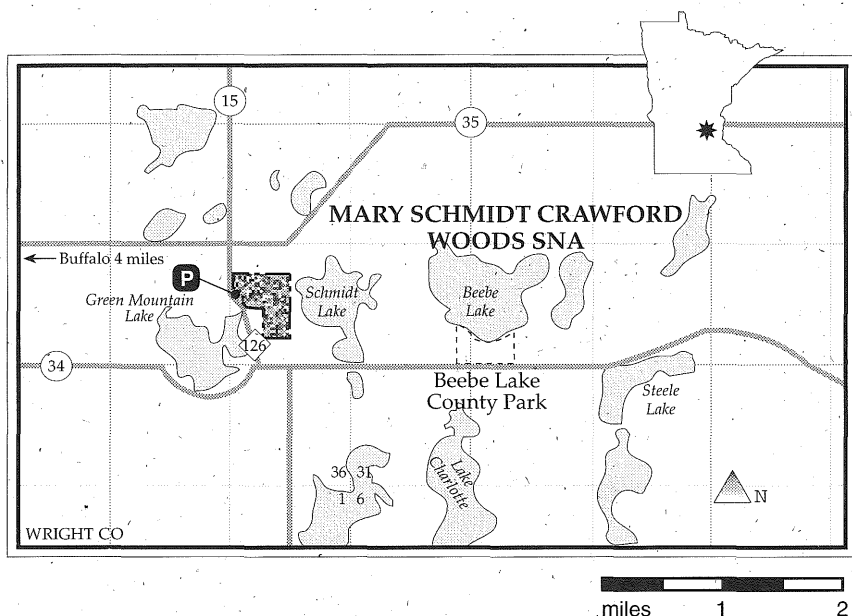 15
35
MARY SCHMIDT CRAWFORD
WOODS SNA
Buffalo 4 miles
P
Green Mountain
Lake
Schmidt
Lake
Beebe
Lake
126
34
Beebe Lake
County Park
Steele
Lake
36 31
1 6
Lake
Charlotte
N
WRIGHT CO
miles 1 2